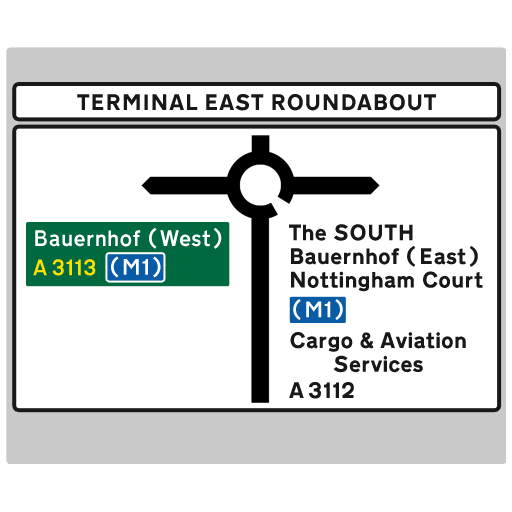 TERMINAL EAST ROUNDABOUT
Bauernhof (West)
A 3113 (M1)
The SOUTH
Bauernhof (East)
Nottingham Court
(M1)
Cargo & Aviation
Services
A 3112